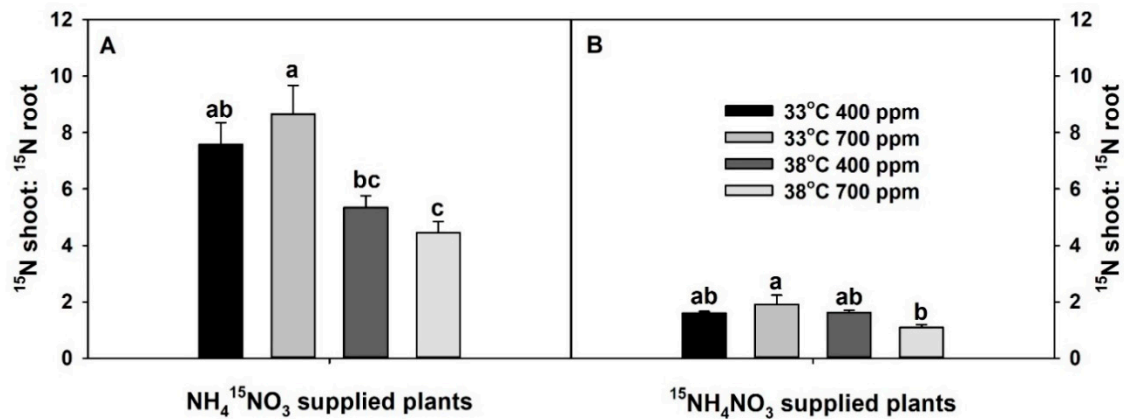 12
10
8
6
4
2
0
¹⁵N shoot: ¹⁵N root
A
ab
a
bc
c
NH₄¹⁵NO₃ supplied plants
B
33°C 400 ppm
33°C 700 ppm
38°C 400 ppm
38°C 700 ppm
ab
a
ab
b
¹⁵NH₄NO₃ supplied plants
12
10
8
6
4
2
0
¹⁵N shoot: ¹⁵N root